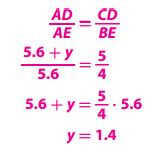 AD/AE = CD/BE
5.6 + y/5.6 = 5/4
5.6 + y = 5/4 · 5.6
y = 1.4